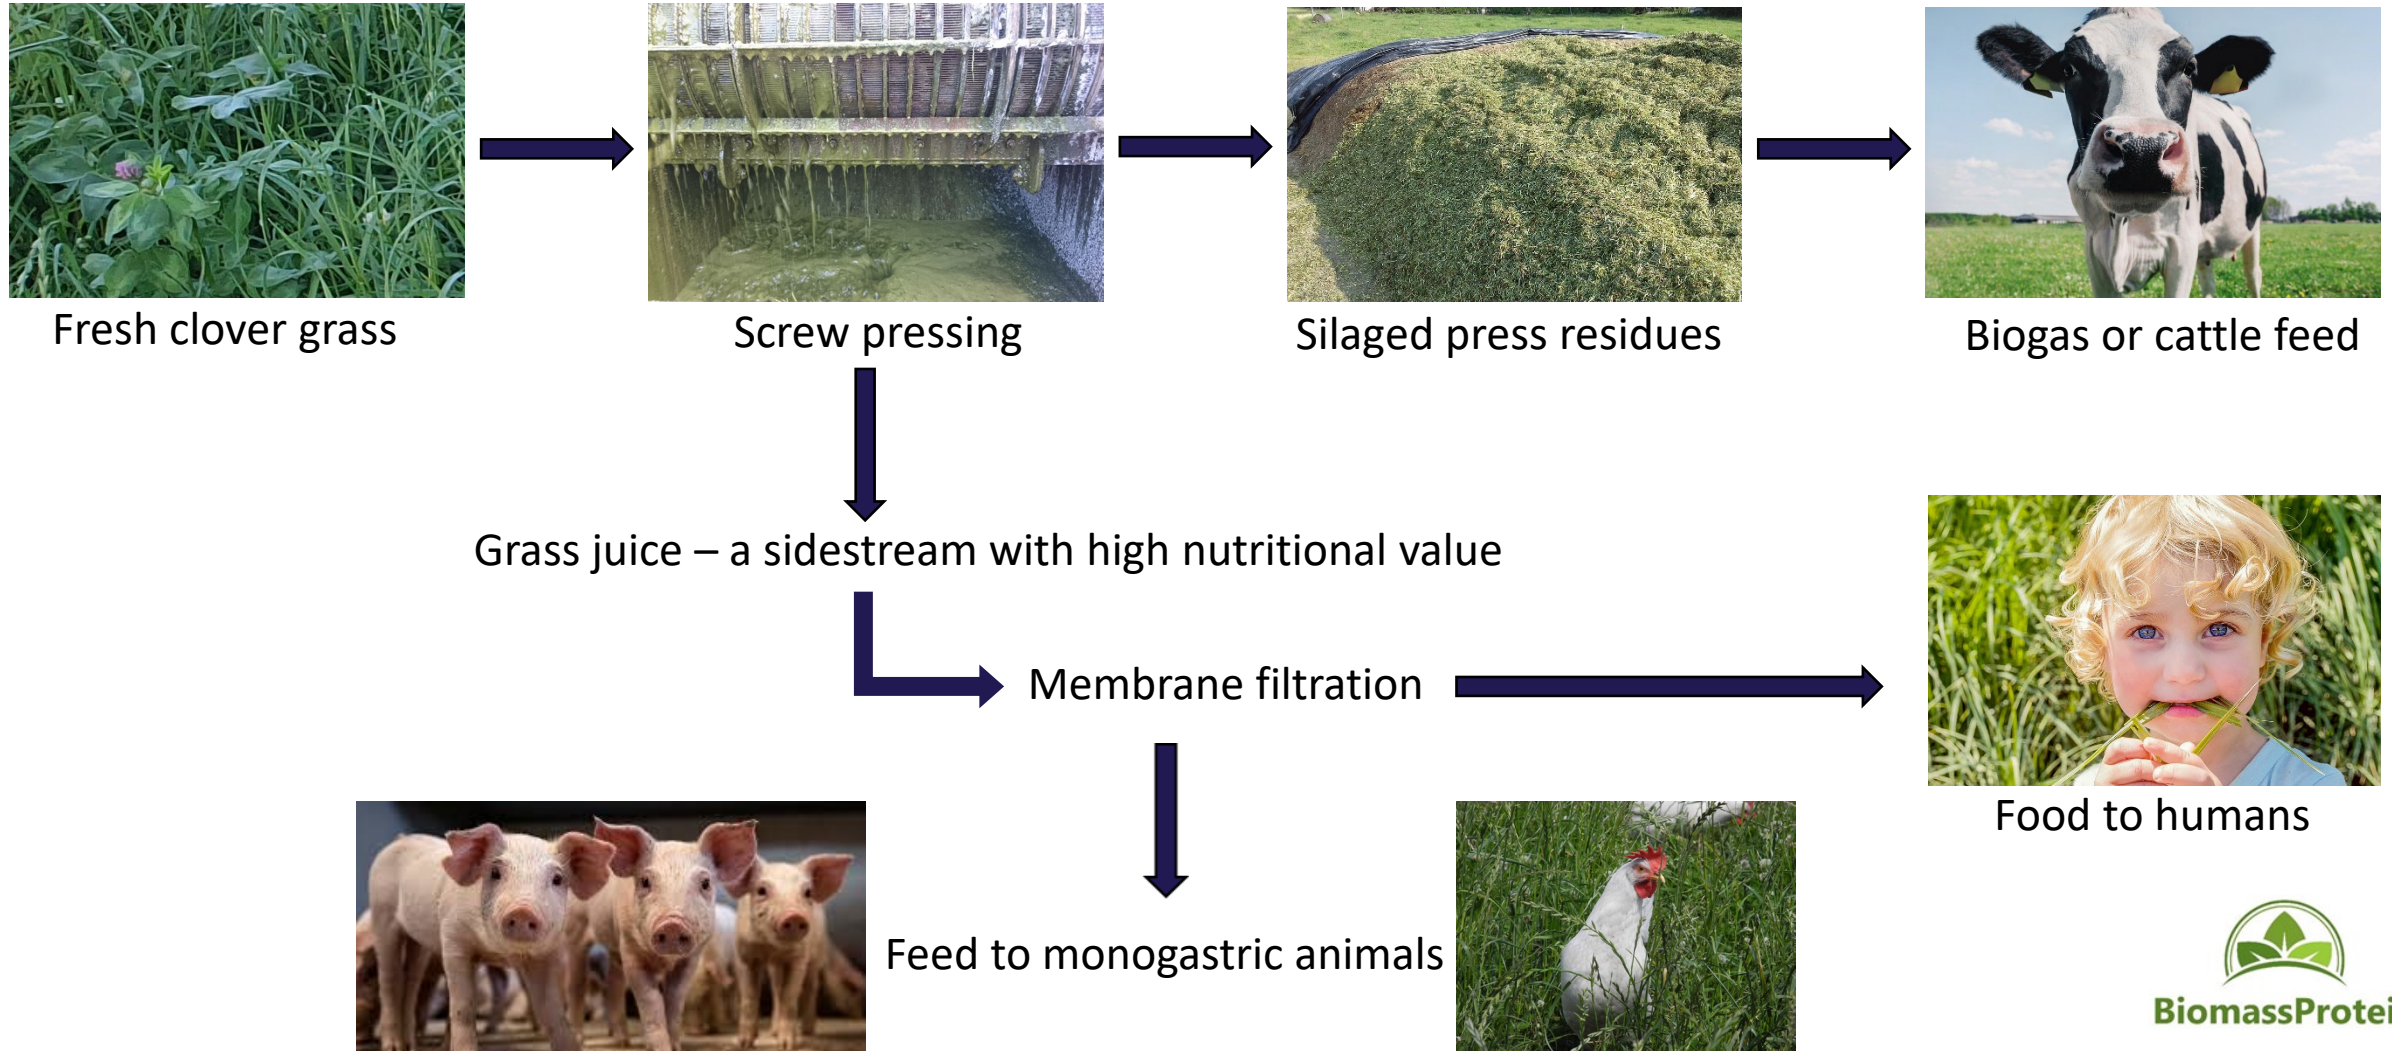 Fresh clover grass
Screw pressing
Silaged press residues
Biogas or cattle feed
Grass juice – a sidestream with high nutritional value
Membrane filtration
Food to humans
Feed to monogastric animals
BiomassProtei